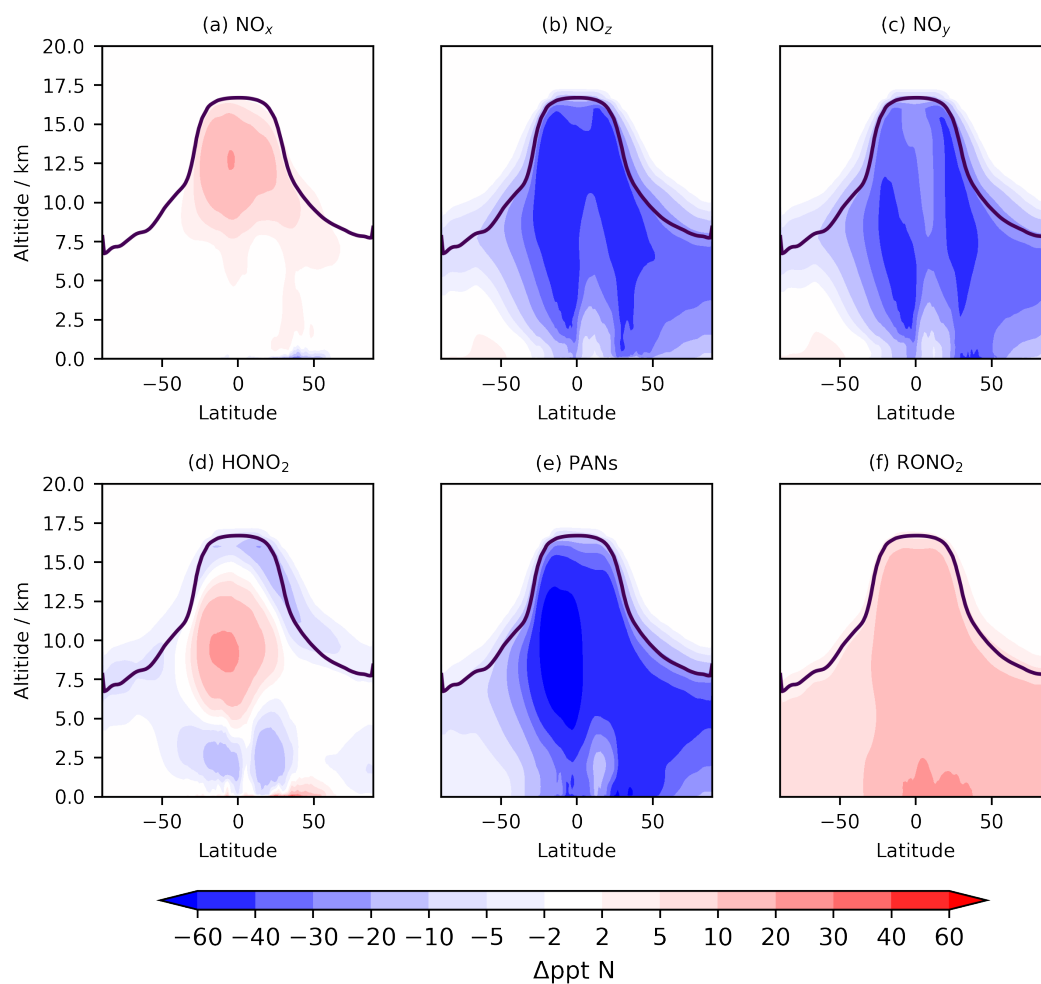 (a) NOx (b) NOz (c) NOy
20.0
17.5
15.0
12.5
10.0
7.5
5.0
2.5
0.0
Altitide / km
−50 0 50 −50 0 50 −50 0 50
Latitude Latitude Latitude
(d) HONO2 (e) PANs (f) RONO2
20.0
17.5
15.0
12.5
10.0
7.5
5.0
2.5
0.0
Altitide / km
−50 0 50 −50 0 50 −50 0 50
Latitude Latitude Latitude
−60 −40 −30 −20 −10 −5 −2 2 5 10 20 30 40 60
Δppt N